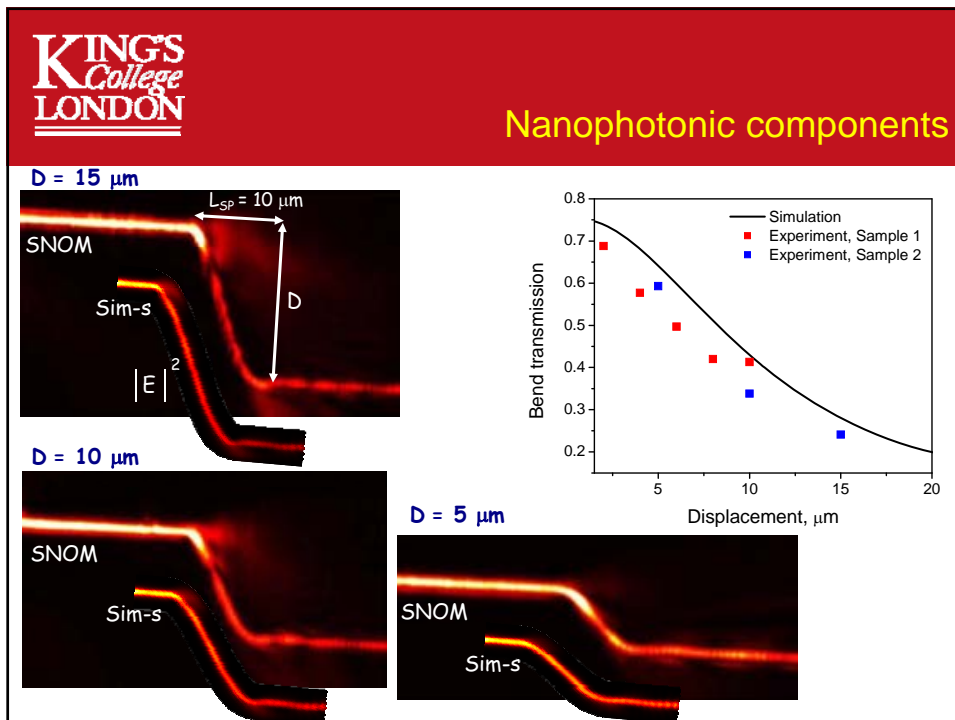 KING'S
College
LONDON
Nanophotonic components
D = 15 μm
L_SP = 10 μm
SNOM
D
Sim-s
|E|²
D = 10 μm
SNOM
Sim-s
0.8
0.7
0.6
0.5
0.4
0.3
0.2
Bend transmission
Simulation
Experiment, Sample 1
Experiment, Sample 2
5 10 15 20
Displacement, μm
D = 5 μm
SNOM
Sim-s